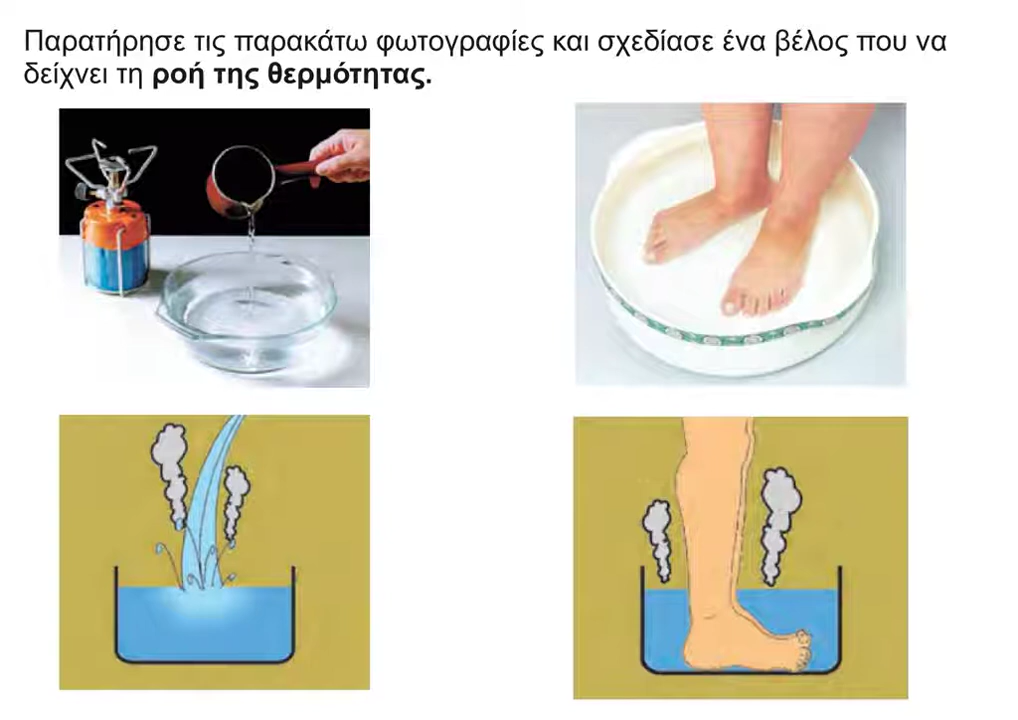 Παρατήρησε τις παρακάτω φωτογραφίες και σχεδίασε ένα βέλος που να
δείχνει τη ροή της θερμότητας.